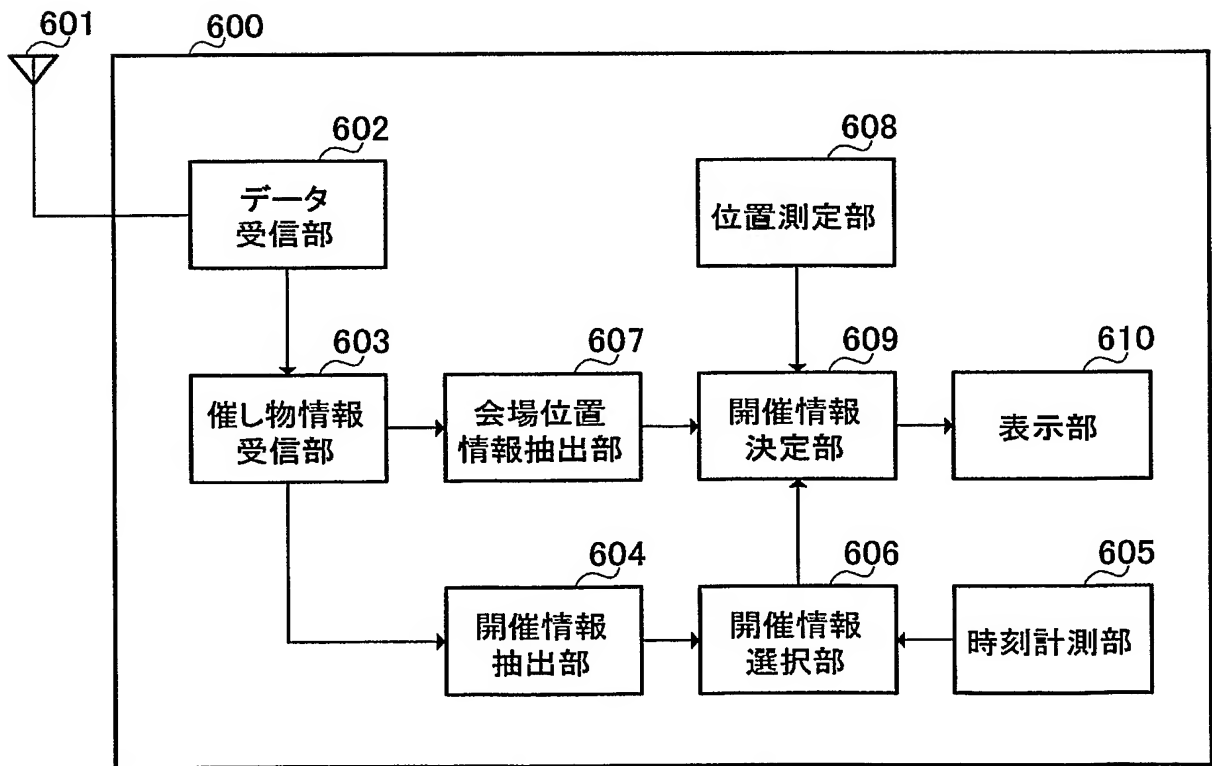 601
600
602
データ
受信部
608
位置測定部
603
催し物情報
受信部
607
会場位置
情報抽出部
609
開催情報
決定部
610
表示部
604
開催情報
抽出部
606
開催情報
選択部
605
時刻計測部